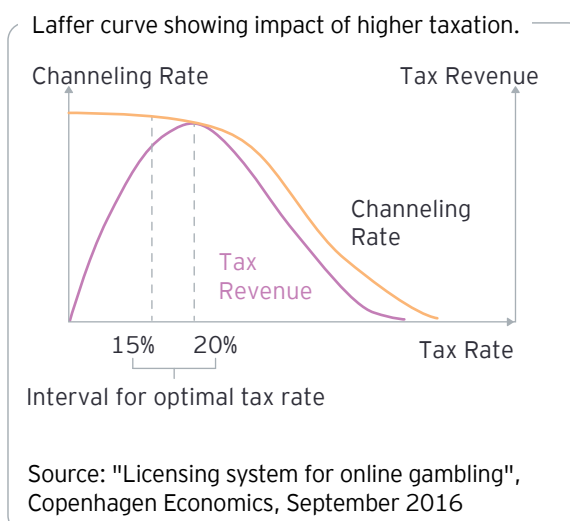 Laffer curve showing impact of higher taxation.
Channeling Rate
Tax Revenue
Channeling
Rate
Tax
Revenue
15%
20%
Tax Rate
Interval for optimal tax rate
Source: "Licensing system for online gambling",
Copenhagen Economics, September 2016